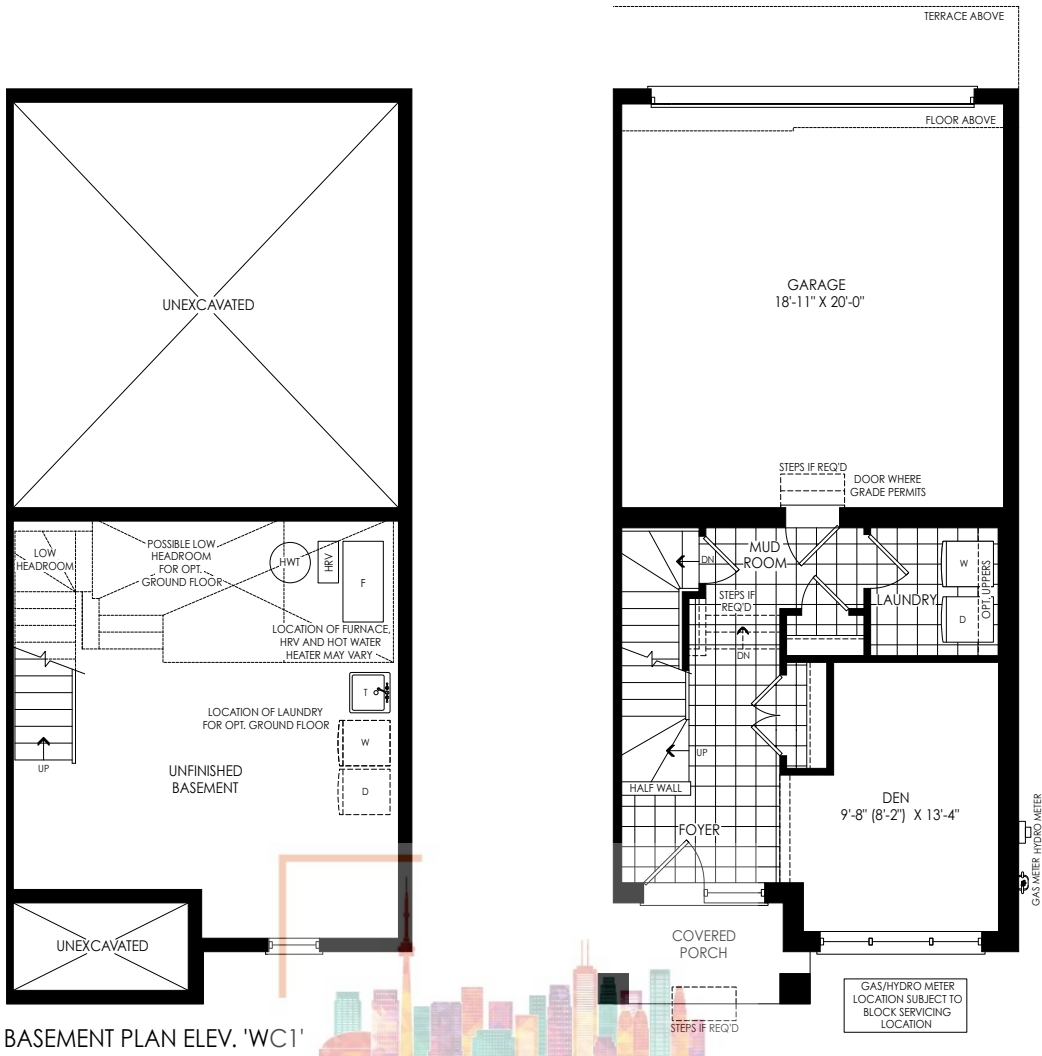 TERRACE ABOVE
FLOOR ABOVE
GARAGE
18'-11" X 20'-0"
UNEXCAVATED
STEPS IF REQ'D
DOOR WHERE
GRADE PERMITS
LOW
HEADROOM
POSSIBLE LOW
HEADROOM
FOR OPT.
GROUND FLOOR
HWT
HRV
F
LOCATION OF FURNACE,
HRV AND HOT WATER
HEATER MAY VARY
T
LOCATION OF LAUNDRY
FOR OPT. GROUND FLOOR
W
D
UP
UNFINISHED
BASEMENT
UNEXCAVATED
BASEMENT PLAN ELEV. 'WC1'
DN
MUD
ROOM
STEPS IF
REQ'D
DN
LAUNDRY
W
D
OPT. UPPERS
UP
HALF WALL
FOYER
DEN
9'-8" (8'-2") X 13'-4"
GAS METER HYDRO METER
COVERED
PORCH
STEPS IF REQ'D
GAS/HYDRO METER
LOCATION SUBJECT TO
BLOCK SERVICING
LOCATION